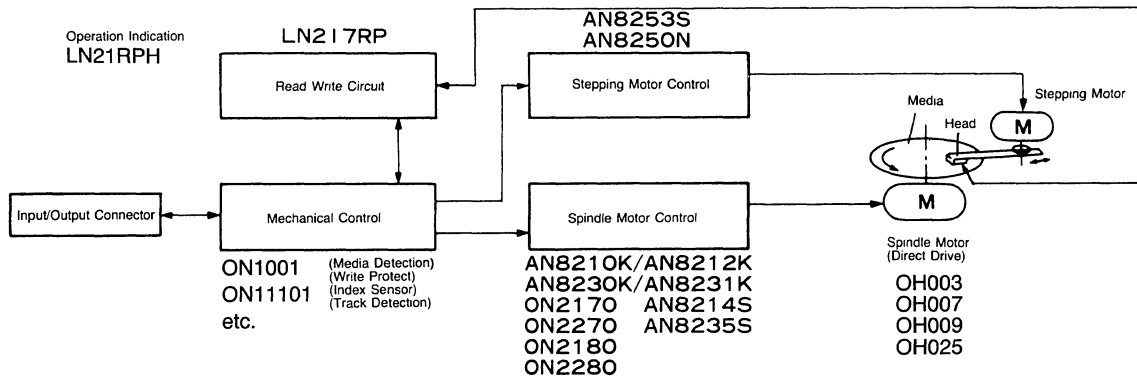 Operation Indication
LN21RPH
LN217RP
Read Write Circuit
AN8253S
AN8250N
Stepping Motor Control
Stepping Motor
M
Media
Head
Input/Output Connector
Mechanical Control
Spindle Motor Control
M
Spindle Motor
(Direct Drive)
ON1001 (Media Detection)
(Write Protect)
ON11101 (Index Sensor)
(Track Detection)
etc.
AN8210K/AN8212K
AN8230K/AN8231K
ON2170 AN8214S
ON2270 AN8235S
ON2180
ON2280
OH003
OH007
OH009
OH025